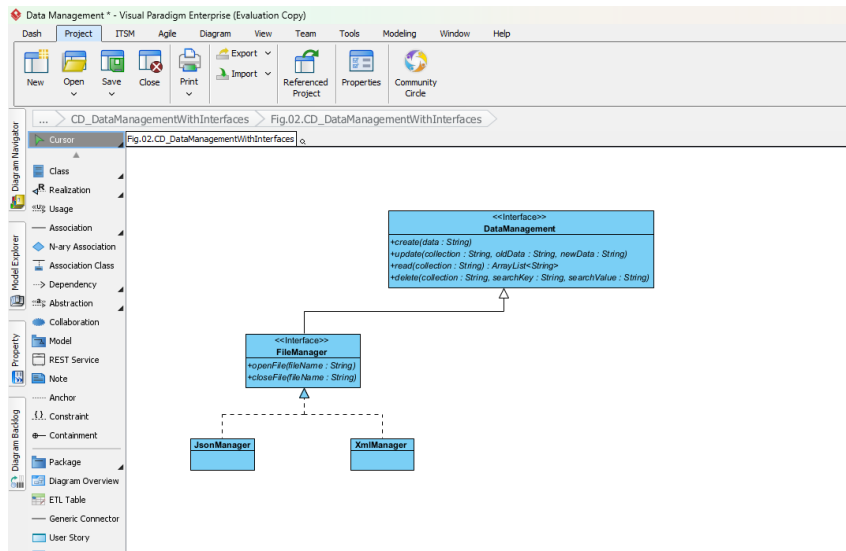 Data Management * - Visual Paradigm Enterprise (Evaluation Copy)
Dash Project ITSM Agile Diagram View Team Tools Modeling Window Help
New
Open
Save
Close
Print
Export
Import
Referenced
Project
Properties
Community
Circle
... CD_DataManagementWithInterfaces Fig.02.CD_DataManagementWithInterfaces
Diagram Navigator
Model Explorer
Property
Diagram Backlog
Cursor
Class
Realization
Usage
Association
N-ary Association
Association Class
Dependency
Abstraction
Collaboration
Model
REST Service
Note
Anchor
Constraint
Containment
Package
Diagram Overview
ETL Table
Generic Connector
User Story
Fig.02.CD_DataManagementWithInterfaces
<<Interface>>
DataManagement
+create(data : String)
+update(collection : String, oldData : String, newData : String)
+read(collection : String) : ArrayList<String>
+delete(collection : String, searchKey : String, searchValue : String)
<<Interface>>
FileManager
+openFile(fileName : String)
+closeFile(fileName : String)
JsonManager
XmlManager